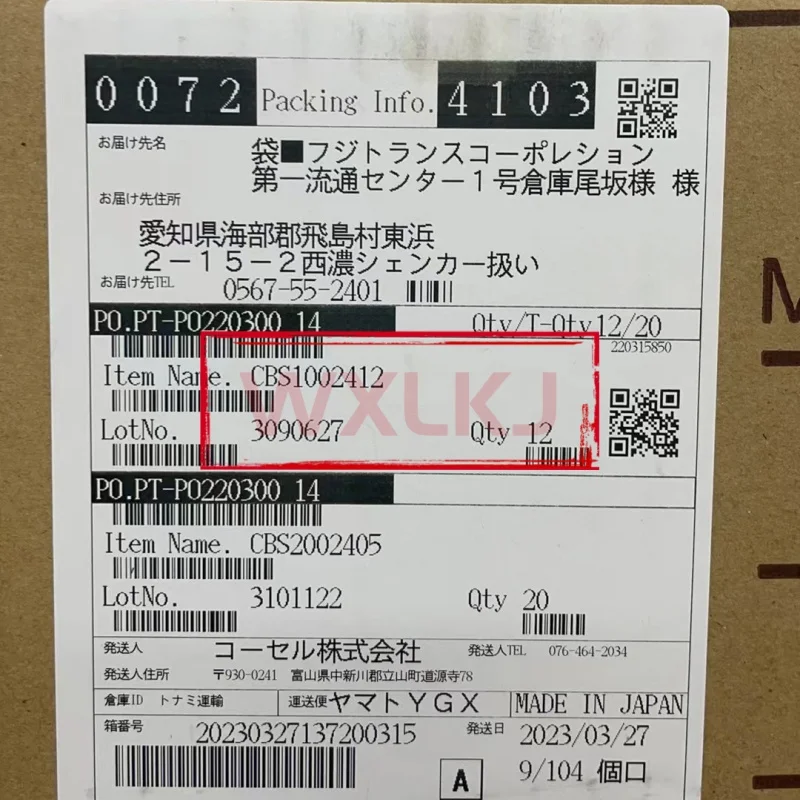 0072 Packing Info. 4103
お届け先名
袋■フジトランスコーポレション
第一流通センター1号倉庫尾坂様 様
お届け先住所
愛知県海部郡飛島村東浜
2-15-2西濃シェンカー扱い
お届け先TEL 0567-55-2401
PO.PT-PO220300 14 Qty/T-Qty 12/20
220315850
Item Name. CBS1002412
WXLKJ
LotNo. 3090627 Qty 12
PO.PT-PO220300 14
Item Name. CBS2002405
LotNo. 3101122 Qty 20
発送人 コーセル株式会社 発送人TEL 076-464-2034
発送人住所 〒930-0241 富山県中新川郡立山町道源寺78
倉庫ID トナミ運輸 運送便 ヤマトYGX MADE IN JAPAN
箱番号 20230327137200315 発送日 2023/03/27
A 9/104 個口
M